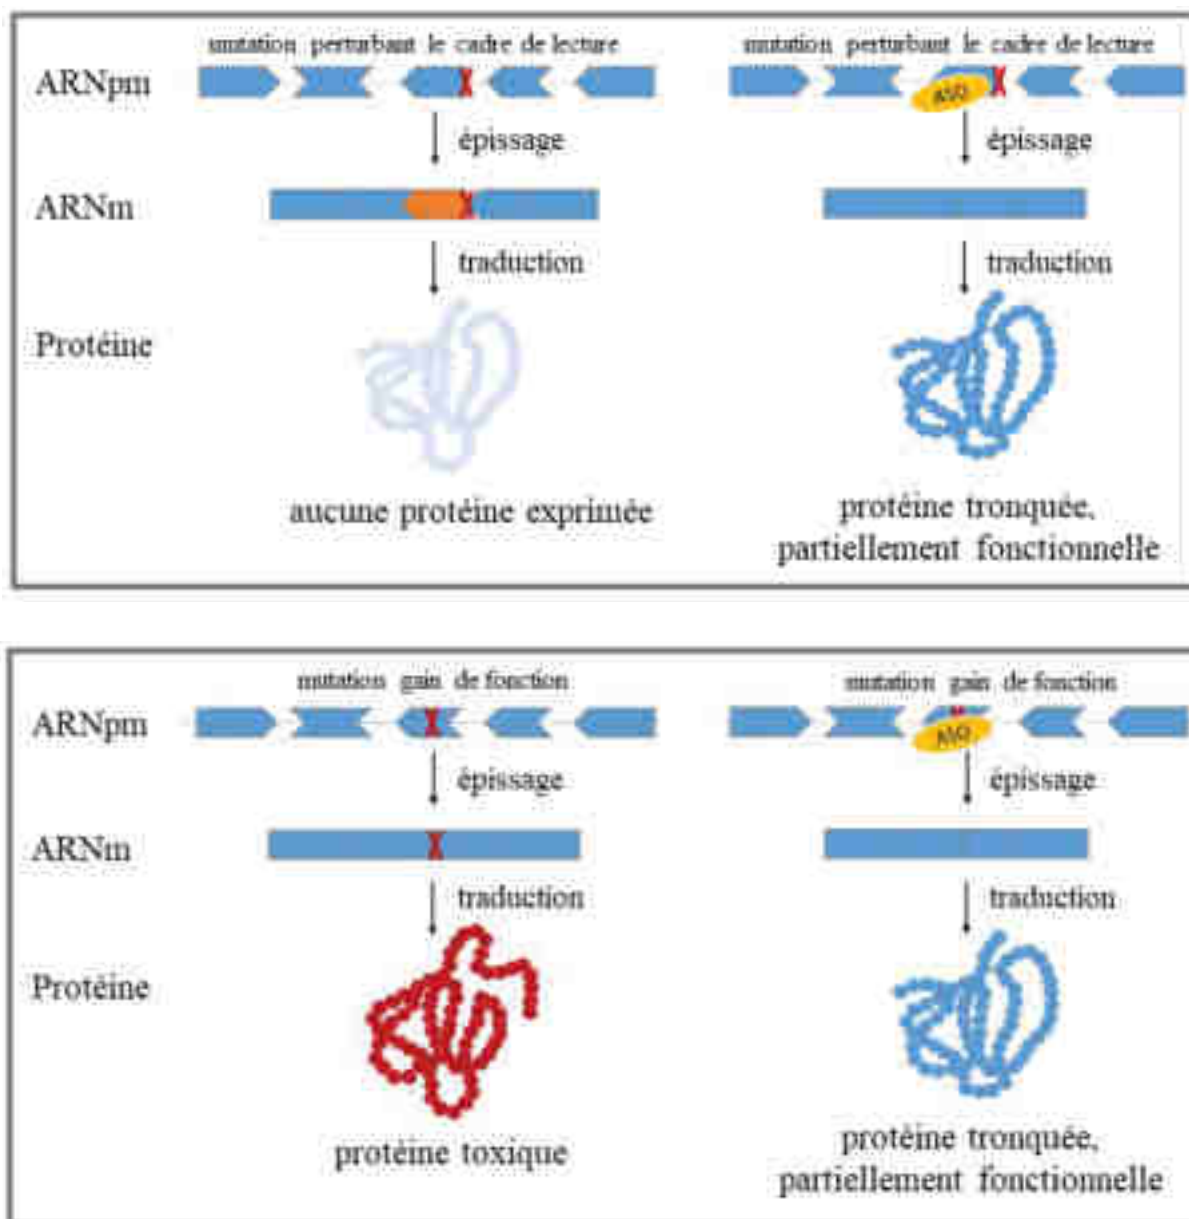 mutation perturbant le cadre de lecture
mutation perturbant le cadre de lecture
ARNpm
ASO
épissage
épissage
ARNm
traduction
traduction
Protéine
aucune protéine exprimée
protéine tronquée,
partiellement fonctionnelle
mutation gain de fonction
mutation gain de fonction
ARNpm
ASO
épissage
épissage
ARNm
traduction
traduction
Protéine
protéine toxique
protéine tronquée,
partiellement fonctionnelle